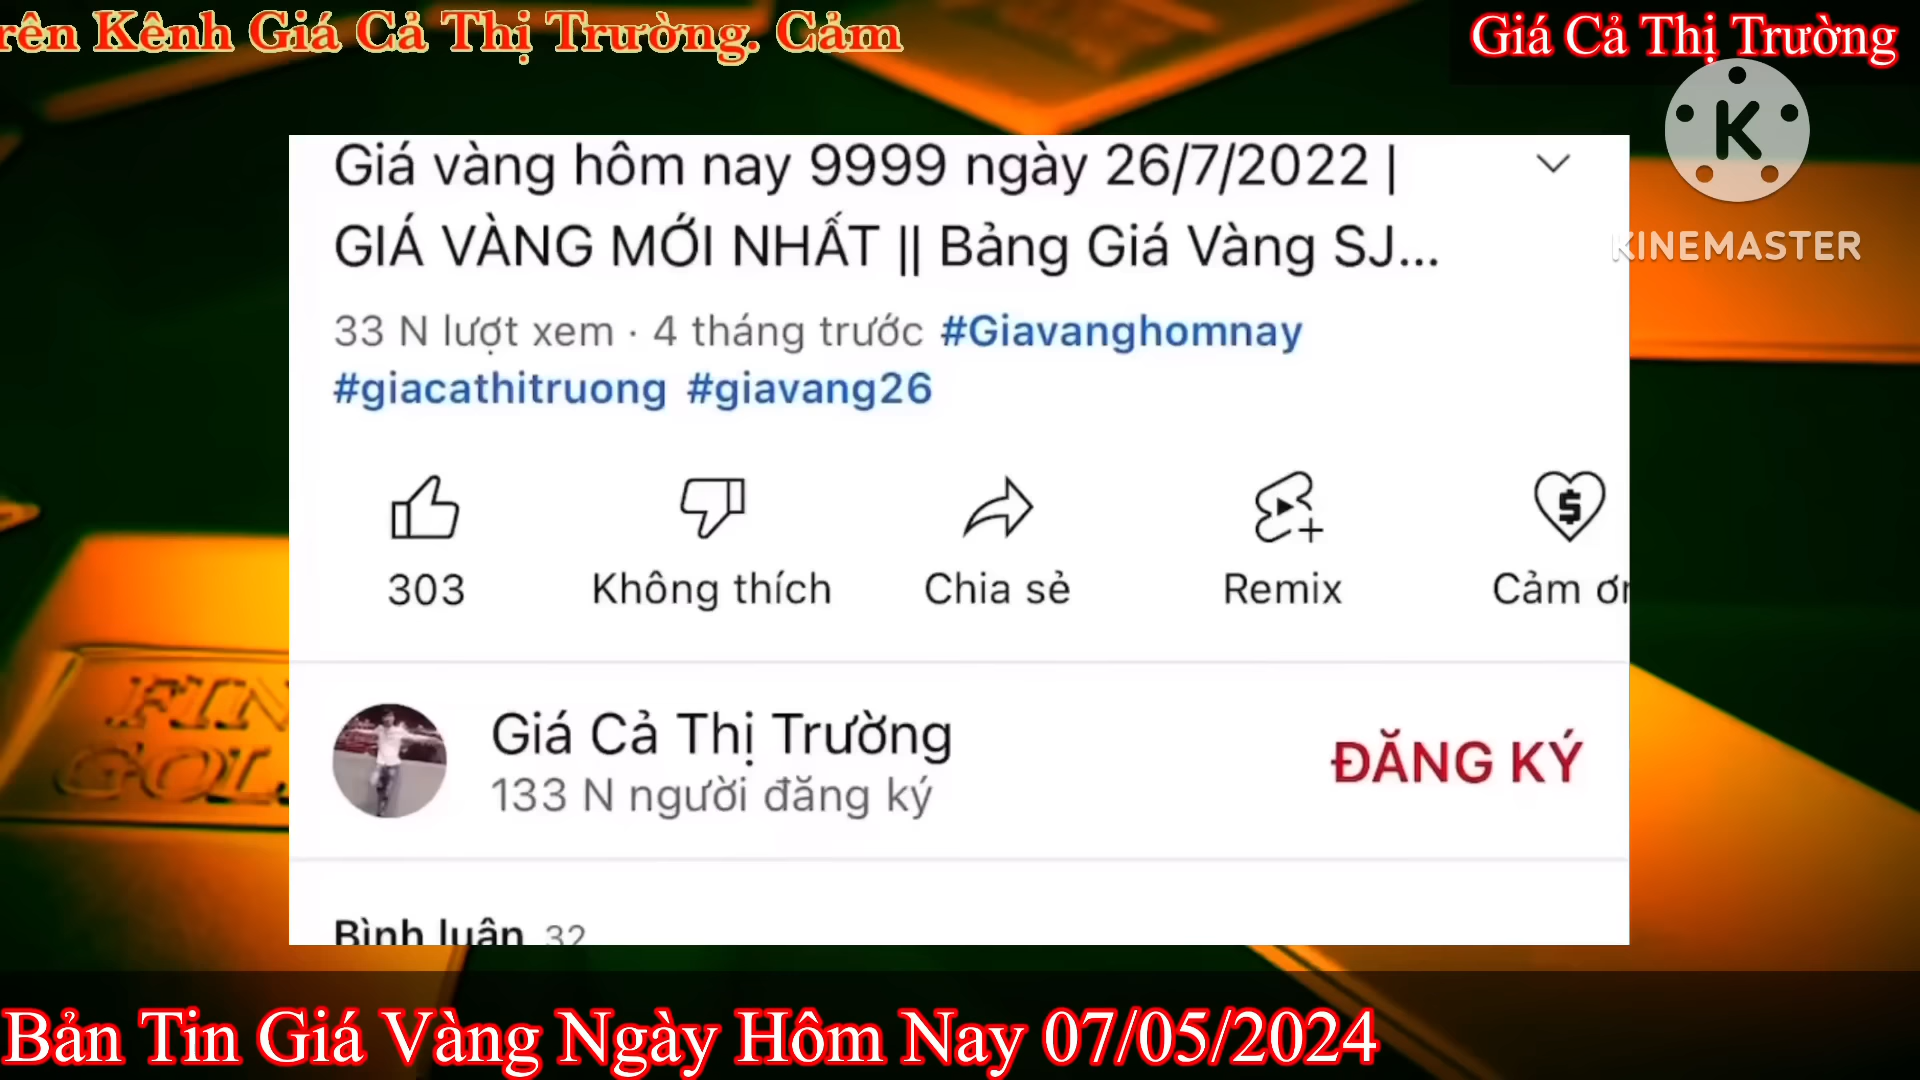 rên Kênh Giá Cả Thị Trường. Cảm
Giá Cả Thị Trường
K
KINEMASTER
Giá vàng hôm nay 9999 ngày 26/7/2022 |
GIÁ VÀNG MỚI NHẤT || Bảng Giá Vàng SJ...
33 N lượt xem · 4 tháng trước #Giavanghomnay
#giacathitruong #giavang26
303 Không thích Chia sẻ Remix Cảm ơn
FIN
GOL
Giá Cả Thị Trường
133 N người đăng ký
ĐĂNG KÝ
Bình luận 32
Bản Tin Giá Vàng Ngày Hôm Nay 07/05/2024